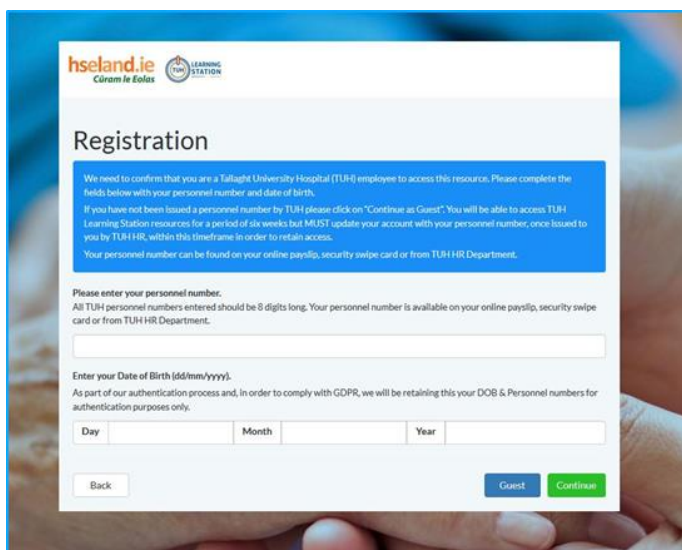 hseland.ie
Cúram le Eolas
TUH
LEARNING
STATION
Registration
We need to confirm that you are a Tallaght University Hospital (TUH) employee to access this resource. Please complete the
fields below with your personnel number and date of birth.
If you have not been issued a personnel number by TUH please click on "Continue as Guest". You will be able to access TUH
Learning Station resources for a period of six weeks but MUST update your account with your personnel number, once issued to
you by TUH HR, within this timeframe in order to retain access.
Your personnel number can be found on your online payslip, security swipe card or from TUH HR Department.
Please enter your personnel number.
All TUH personnel numbers entered should be 8 digits long. Your personnel number is available on your online payslip, security swipe
card or from TUH HR Department.
Enter your Date of Birth (dd/mm/yyyy).
As part of our authentication process and, in order to comply with GDPR, we will be retaining this your DOB & Personnel numbers for
authentication purposes only.
Day Month Year
Back Guest Continue